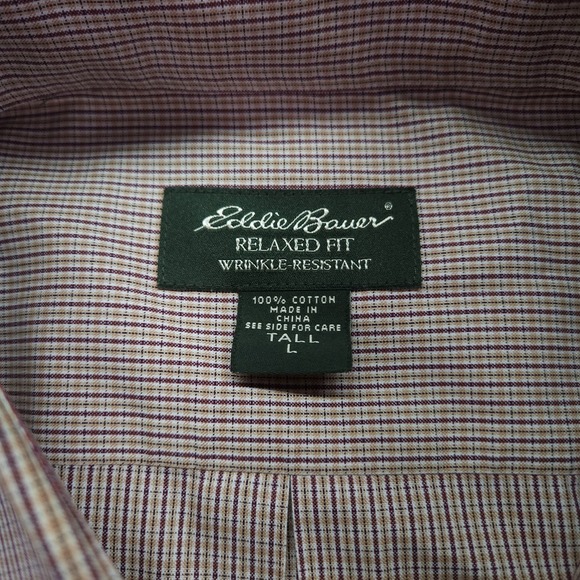 Eddie Bauer®
RELAXED FIT
WRINKLE-RESISTANT
100% COTTON
MADE IN
CHINA
SEE SIDE FOR CARE
TALL
L